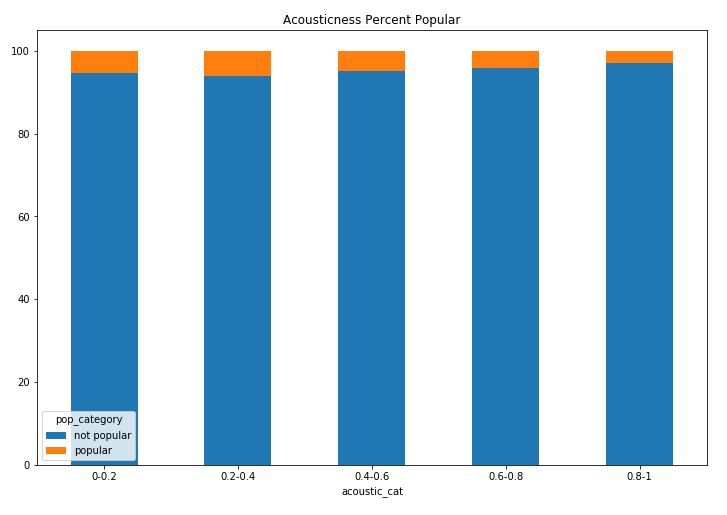 Acousticness Percent Popular
100
80
60
40
20
0
pop_category
not popular
popular
0-0.2
0.2-0.4
0.4-0.6
0.6-0.8
0.8-1
acoustic_cat